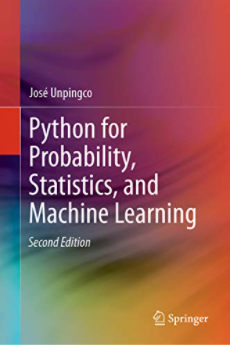 José Unpingco
Python for
Probability,
Statistics, and
Machine Learning
Second Edition
Springer